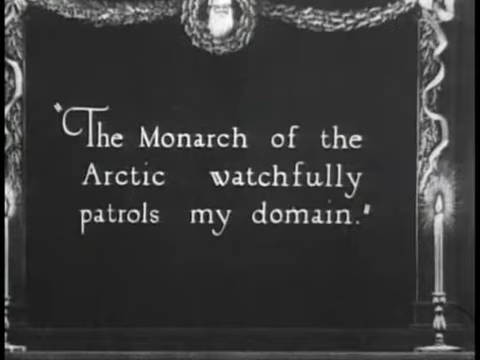 "The Monarch of the
Arctic watchfully
patrols my domain."